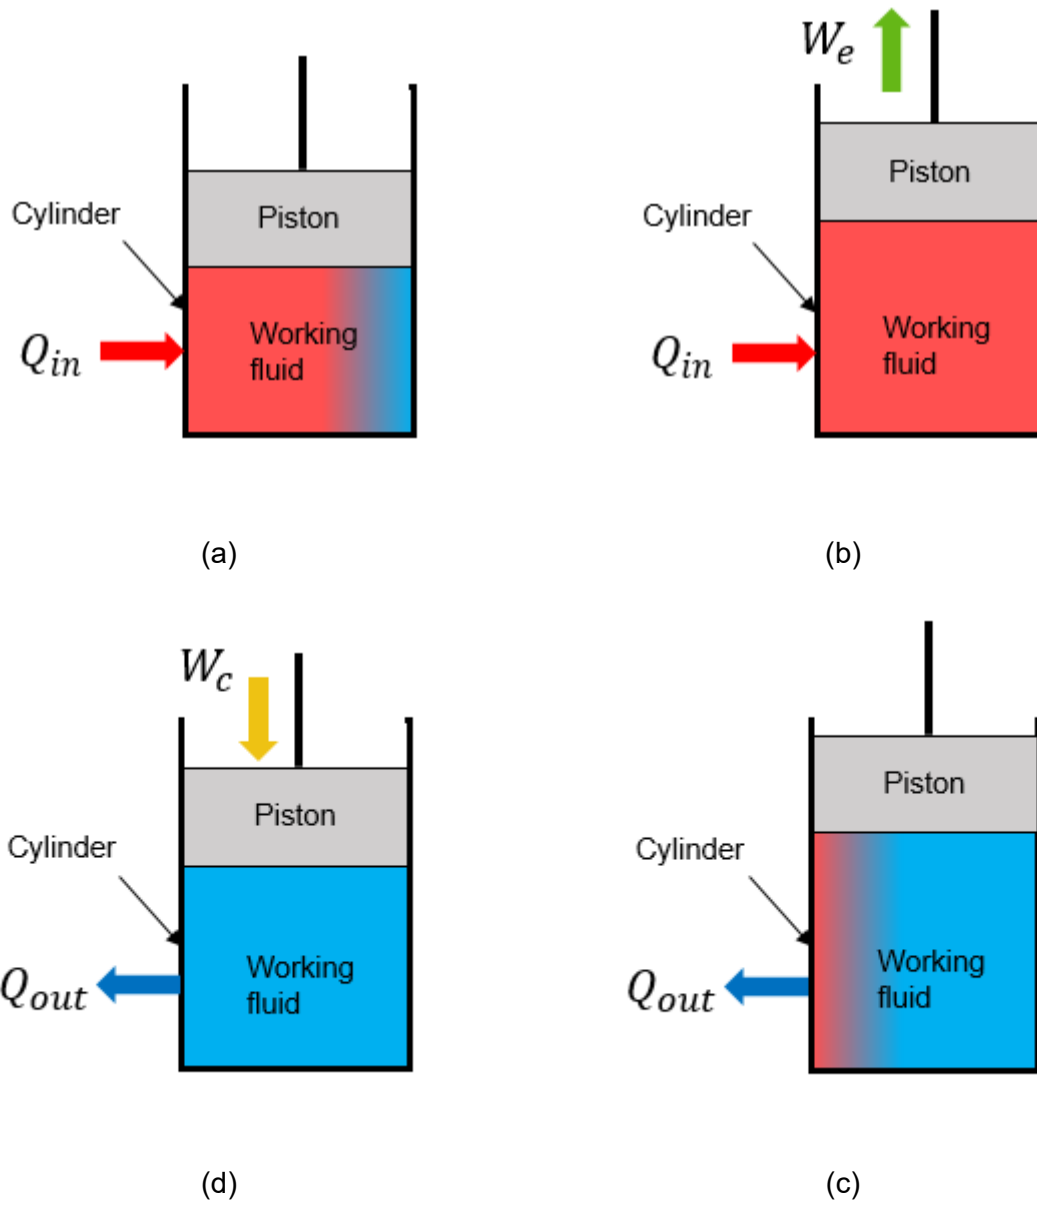 W_e
Piston
Piston
Cylinder
Cylinder
Working
fluid
Working
fluid
Q_in
Q_in
(a)
(b)
W_c
Piston
Piston
Cylinder
Cylinder
Working
fluid
Working
fluid
Q_out
Q_out
(d)
(c)